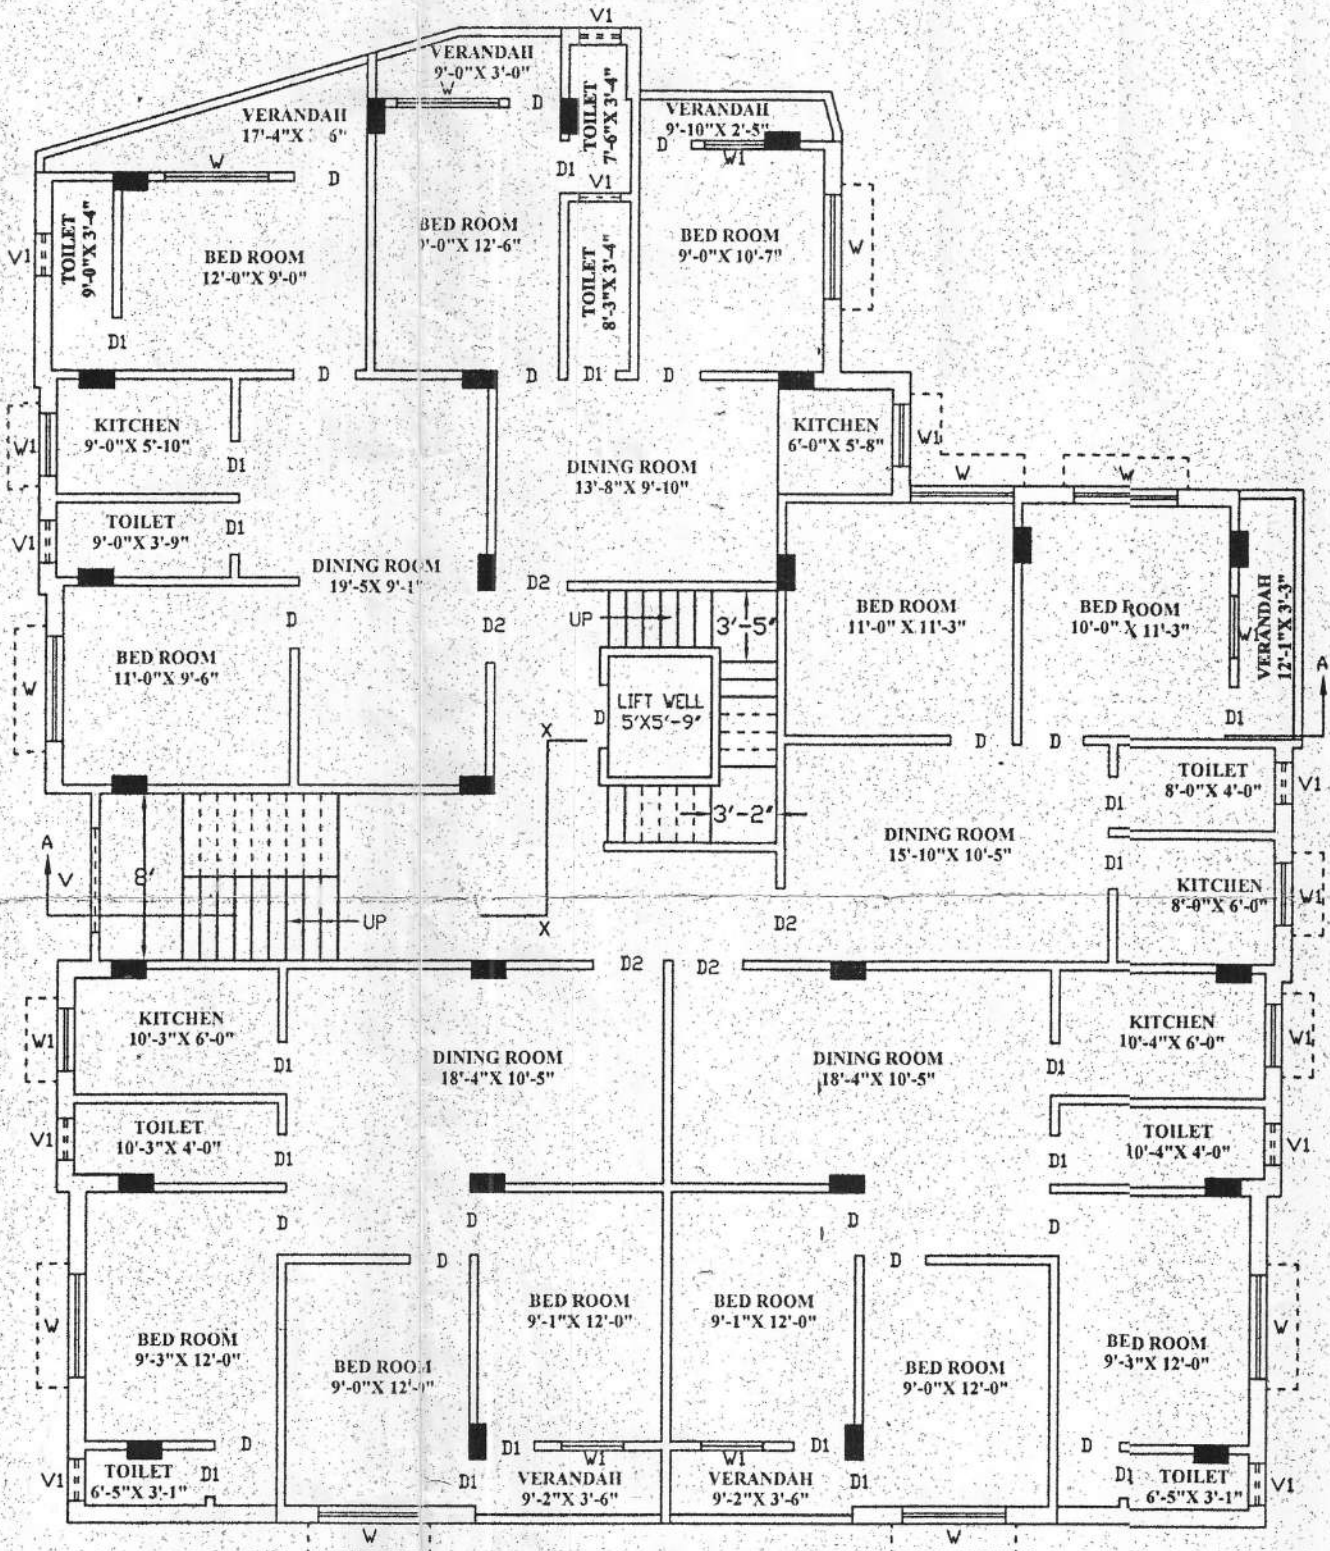 V1
VERANDAH
9'-0"X 3'-0"
W
D
TOILET
7'-6"X 3'-4"
VERANDAH
17'-4"X 6"
VERANDAH
9'-10"X 2'-5"
D
W1
W
D
D1
V1
TOILET
9'-0"X 3'-4"
V1
BED ROOM
12'-0"X 9'-0"
BED ROOM
'-0"X 12'-6"
TOILET
8'-3"X 3'-4"
BED ROOM
9'-0"X 10'-7"
W
D1
D
D
D1
D
KITCHEN
9'-0"X 5'-10"
W1
D1
DINING ROOM
13'-8"X 9'-10"
KITCHEN
6'-0"X 5'-8"
W1
W
W
TOILET
9'-0"X 3'-9"
V1
D1
DINING ROOM
19'-5X 9'-1"
D2
UP
3'-5"
D
D2
BED ROOM
11'-0" X 11'-3"
BED ROOM
10'-0" X 11'-3"
W1
VERANDAH
12'-1"X 3'-3"
A
BED ROOM
11'-0"X 9'-6"
W
LIFT WELL
5'X5'-9"
D
X
D
D
D1
TOILET
8'-0"X 4'-0"
V1
D1
3'-2"
DINING ROOM
15'-10"X 10'-5"
D1
A
V
8'
KITCHEN
8'-0"X 6'-0"
W1
UP
X
D2
D2
D2
KITCHEN
10'-3"X 6'-0"
W1
D1
DINING ROOM
18'-4"X 10'-5"
DINING ROOM
18'-4"X 10'-5"
KITCHEN
10'-4"X 6'-0"
W1
D1
TOILET
10'-3"X 4'-0"
V1
D1
TOILET
10'-4"X 4'-0"
V1
D1
D
D
D
D
D
D
BED ROOM
9'-3"X 12'-0"
W
BED ROOM
9'-0"X 12'-0"
BED ROOM
9'-1"X 12'-0"
BED ROOM
9'-1"X 12'-0"
BED ROOM
9'-0"X 12'-0"
BED ROOM
9'-3"X 12'-0"
W
D
D1
W1
W1
D1
D
TOILET
6'-5"X 3'-1"
V1
D1
D1
VERANDAH
9'-2"X 3'-6"
VERANDAH
9'-2"X 3'-6"
D1
D1
TOILET
6'-5"X 3'-1"
V1
W
W